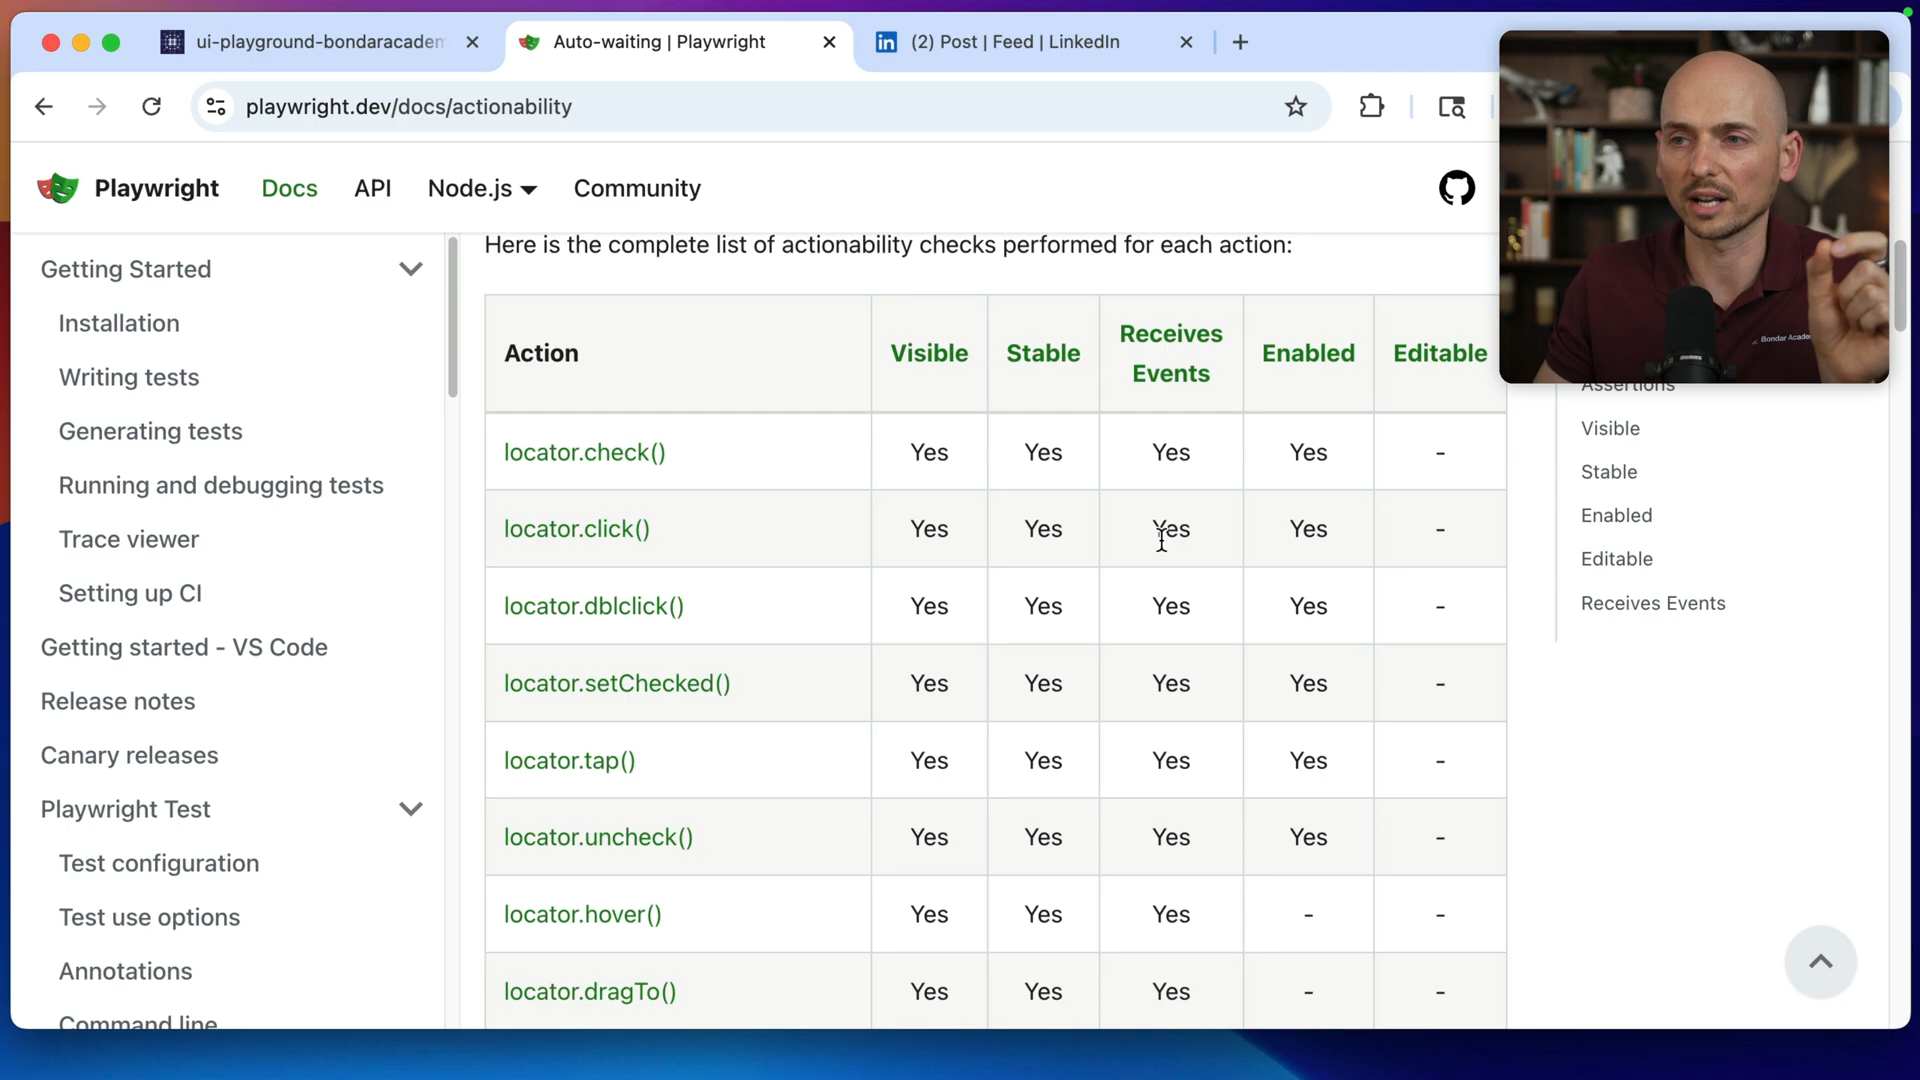 ui-playground-bondaracadem
Auto-waiting | Playwright
(2) Post | Feed | LinkedIn
playwright.dev/docs/actionability
Playwright
Docs
API
Node.js
Community
Getting Started
Installation
Writing tests
Generating tests
Running and debugging tests
Trace viewer
Setting up CI
Getting started - VS Code
Release notes
Canary releases
Playwright Test
Test configuration
Test use options
Annotations
Command line
Here is the complete list of actionability checks performed for each action:
Action Visible Stable Receives Events Enabled Editable
locator.check() Yes Yes Yes Yes -
locator.click() Yes Yes Yes Yes -
locator.dblclick() Yes Yes Yes Yes -
locator.setChecked() Yes Yes Yes Yes -
locator.tap() Yes Yes Yes Yes -
locator.uncheck() Yes Yes Yes Yes -
locator.hover() Yes Yes Yes - -
locator.dragTo() Yes Yes Yes - -
Assertions
Visible
Stable
Enabled
Editable
Receives Events
Bondar Acade